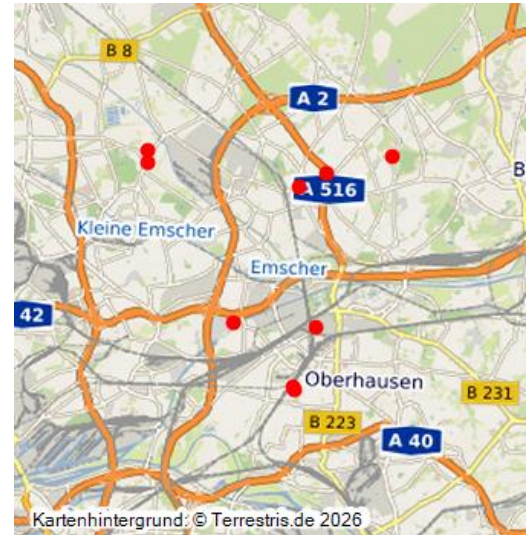 B 8
A 2
B
A 516
Kleine Emscher
Emscher
42
Oberhausen
B 231
B 223
A 40
Kartenhintergrund: © Terrestris.de 2026